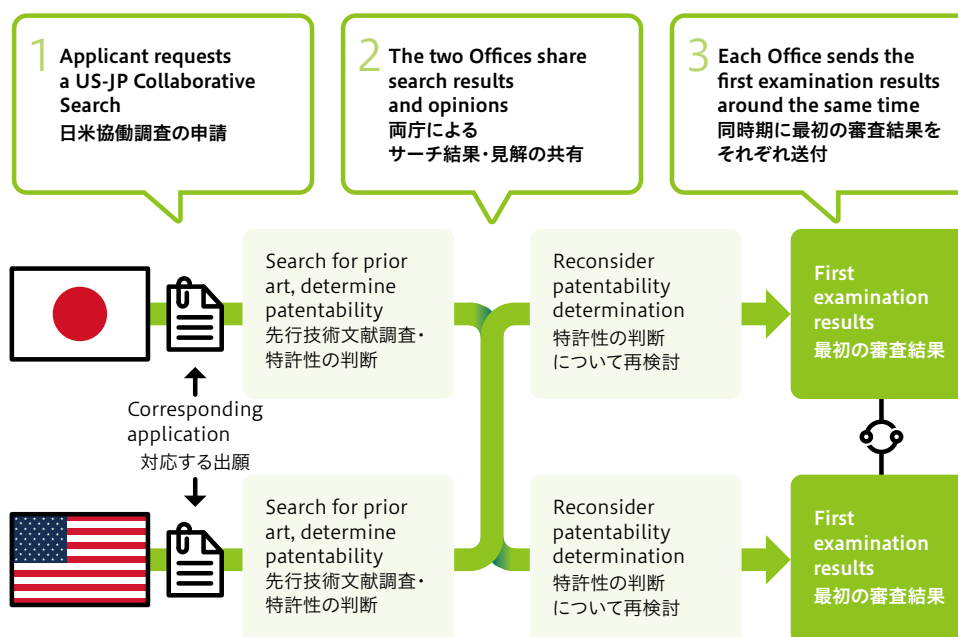 1 Applicant requests
a US-JP Collaborative
Search
日米協働調査の申請
2 The two Offices share
search results
and opinions
両庁による
サーチ結果・見解の共有
3 Each Office sends the
first examination results
around the same time
同時期に最初の審査結果を
それぞれ送付
Search for prior
art, determine
patentability
先行技術文献調査・
特許性の判断
Reconsider
patentability
determination
特許性の判断
について再検討
First
examination
results
最初の審査結果
Corresponding
application
対応する出願
Search for prior
art, determine
patentability
先行技術文献調査・
特許性の判断
Reconsider
patentability
determination
特許性の判断
について再検討
First
examination
results
最初の審査結果